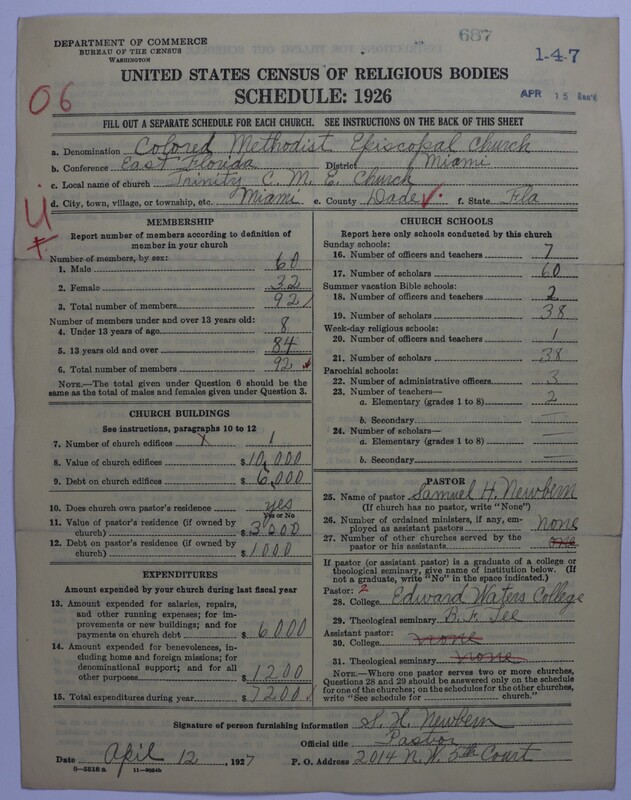 687
DEPARTMENT OF COMMERCE
BUREAU OF THE CENSUS
WASHINGTON
1-4-7
UNITED STATES CENSUS OF RELIGIOUS BODIES
06
SCHEDULE: 1926
APR 15
FILL OUT A SEPARATE SCHEDULE FOR EACH CHURCH. SEE INSTRUCTIONS ON THE BACK OF THIS SHEET
a. Denomination Colored Methodist Episcopal Church
b. Conference East Florida District Miami
c. Local name of church Trinity C. M. E. Church
d. City, town, village, or township, etc. Miami e. County Dade f. State Fla
MEMBERSHIP
Report number of members according to definition of
member in your church
Number of members, by sex:
1. Male 60
2. Female 32
3. Total number of members 92
Number of members under and over 13 years old:
4. Under 13 years of age 8
5. 13 years old and over 84
6. Total number of members 92
NOTE.—The total given under Question 6 should be the
same as the total of males and females given under Question 3.
CHURCH BUILDINGS
See instructions, paragraphs 10 to 12
7. Number of church edifices x 1
8. Value of church edifices $10,000
9. Debt on church edifices $6,000
10. Does church own pastor's residence yes
Yes or No
11. Value of pastor's residence (if owned by
church) $3000
12. Debt on pastor's residence (if owned by
church) $1000
EXPENDITURES
Amount expended by your church during last fiscal year
13. Amount expended for salaries, repairs,
and other running expenses; for im-
provements or new buildings; and for
payments on church debt $6000
14. Amount expended for benevolences, in-
cluding home and foreign missions; for
denominational support; and for all
other purposes $1200
15. Total expenditures during year $7200
CHURCH SCHOOLS
Report here only schools conducted by this church
Sunday schools:
16. Number of officers and teachers 7
17. Number of scholars 60
Summer vacation Bible schools:
18. Number of officers and teachers 2
19. Number of scholars 38
Week-day religious schools:
20. Number of officers and teachers 1
21. Number of scholars 38
Parochial schools:
22. Number of administrative officers 3
23. Number of teachers—
a. Elementary (grades 1 to 8) 2
b. Secondary
24. Number of scholars—
a. Elementary (grades 1 to 8)
b. Secondary
PASTOR
25. Name of pastor Samuel H. Newbern
(If church has no pastor, write "None")
26. Number of ordained ministers, if any, em-
ployed as assistant pastors none
27. Number of other churches served by the
pastor or his assistants one
If pastor (or assistant pastor) is a graduate of a college or
theological seminary, give name of institution below. (If
not a graduate, write "No" in the space indicated.)
Pastor: 2
28. College Edward Waters College
29. Theological seminary B. F. Lee
Assistant pastor:
30. College none
31. Theological seminary none
NOTE.—Where one pastor serves two or more churches,
Questions 28 and 29 should be answered only on the schedule
for one of the churches; on the schedules for the other churches,
write "See schedule for church."
Signature of person furnishing information S. H. Newbern
Official title Pastor
Date April 12, 1927 P. O. Address 2014 N. W. 5th Court